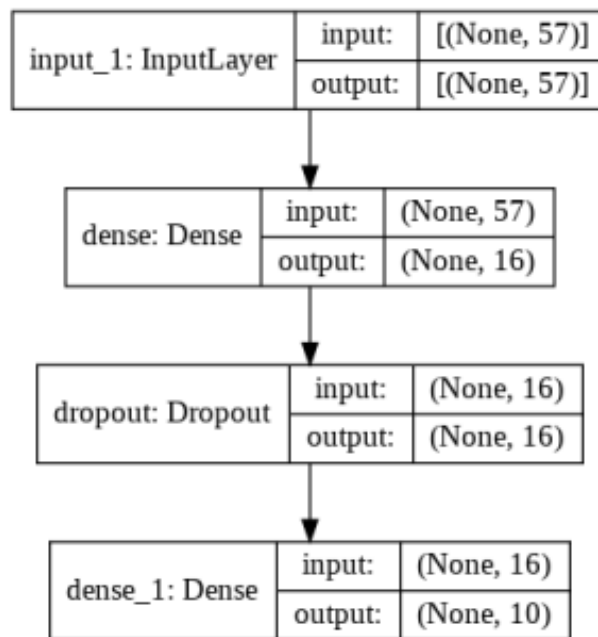 input_1: InputLayer
input: [(None, 57)]
output: [(None, 57)]
dense: Dense
input: (None, 57)
output: (None, 16)
dropout: Dropout
input: (None, 16)
output: (None, 16)
dense_1: Dense
input: (None, 16)
output: (None, 10)